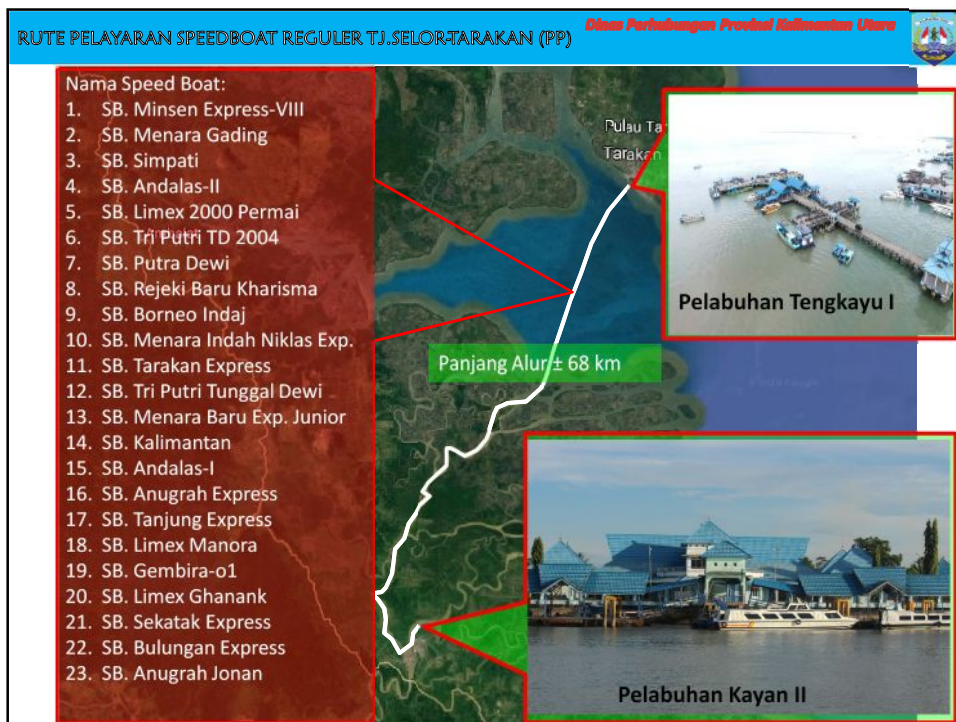 RUTE PELAYARAN SPEEDBOAT REGULER TJ.SELOR-TARAKAN (PP)
Dinas Perhubungan Provinsi Kalimantan Utara
Nama Speed Boat:
1. SB. Minsen Express-VIII
2. SB. Menara Gading
3. SB. Simpati
4. SB. Andalas-II
5. SB. Limex 2000 Permai
6. SB. Tri Putri TD 2004
7. SB. Putra Dewi
8. SB. Rejeki Baru Kharisma
9. SB. Borneo Indaj
10. SB. Menara Indah Niklas Exp.
11. SB. Tarakan Express
12. SB. Tri Putri Tunggal Dewi
13. SB. Menara Baru Exp. Junior
14. SB. Kalimantan
15. SB. Andalas-I
16. SB. Anugrah Express
17. SB. Tanjung Express
18. SB. Limex Manora
19. SB. Gembira-o1
20. SB. Limex Ghanank
21. SB. Sekatak Express
22. SB. Bulungan Express
23. SB. Anugrah Jonan
Pulau Ta
Tarakan
Pelabuhan Tengkayu I
Panjang Alur ± 68 km
Pelabuhan Kayan II